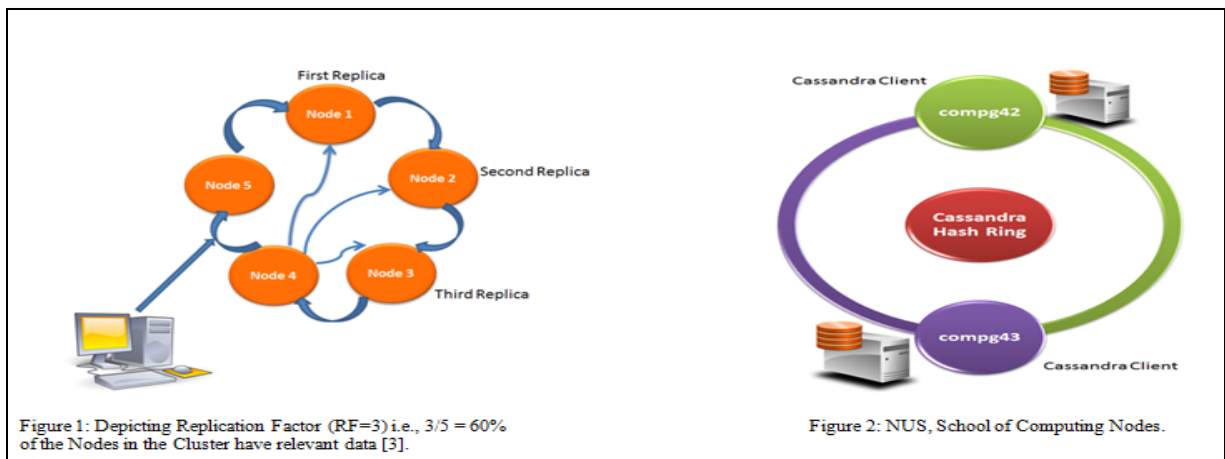 First Replica
Node 1
Node 2
Second Replica
Node 5
Node 4
Node 3
Third Replica
Figure 1: Depicting Replication Factor (RF=3) i.e., 3/5 = 60%
of the Nodes in the Cluster have relevant data [3].
Cassandra Client
compg42
Cassandra
Hash Ring
compg43
Cassandra Client
Figure 2: NUS, School of Computing Nodes.